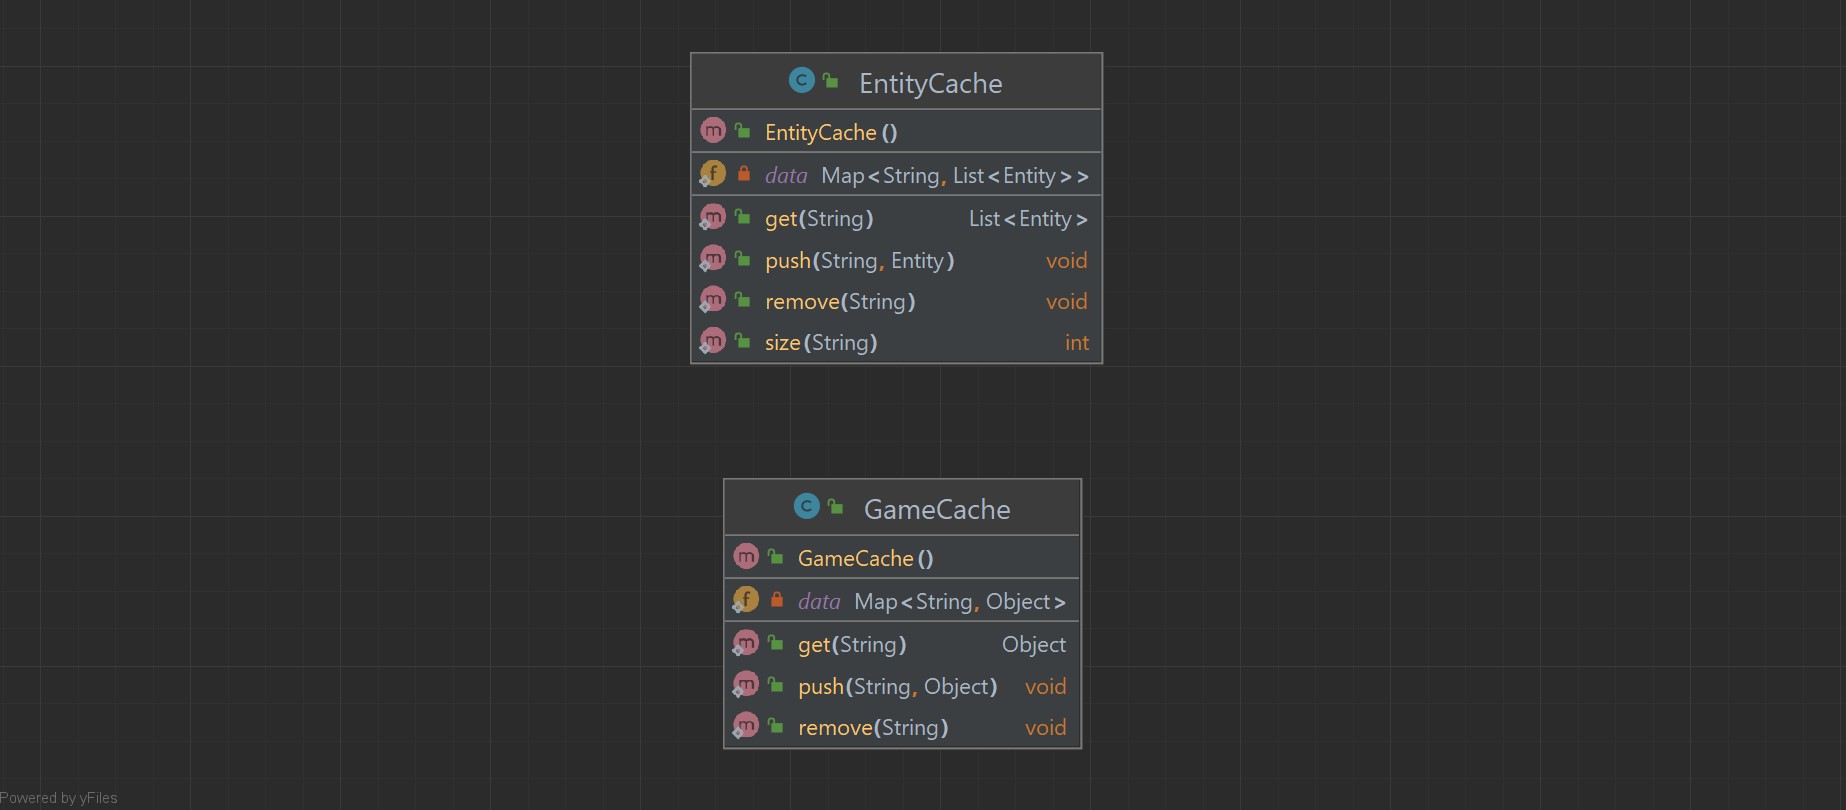 EntityCache
EntityCache()
data Map<String, List<Entity>>
get(String) List<Entity>
push(String, Entity) void
remove(String) void
size(String) int
GameCache
GameCache()
data Map<String, Object>
get(String) Object
push(String, Object) void
remove(String) void
Powered by yFiles